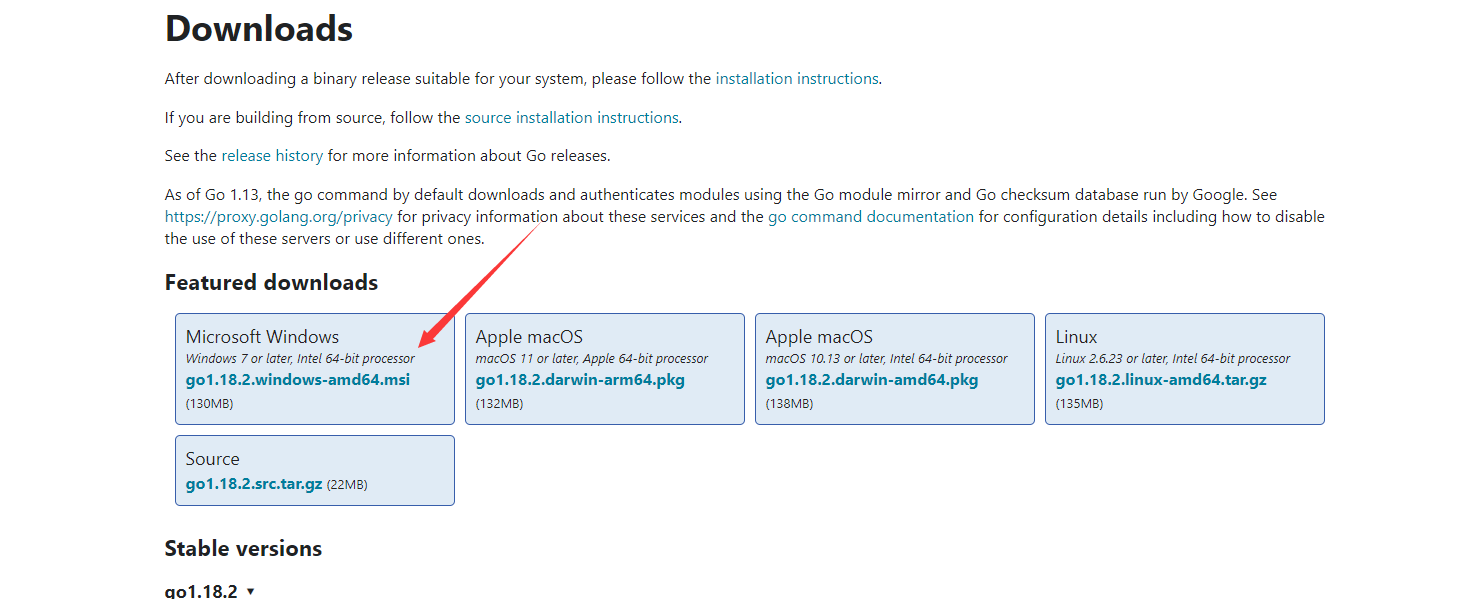 Downloads
After downloading a binary release suitable for your system, please follow the installation instructions.
If you are building from source, follow the source installation instructions.
See the release history for more information about Go releases.
As of Go 1.13, the go command by default downloads and authenticates modules using the Go module mirror and Go checksum database run by Google. See
https://proxy.golang.org/privacy for privacy information about these services and the go command documentation for configuration details including how to disable
the use of these servers or use different ones.
Featured downloads
Microsoft Windows
Windows 7 or later, Intel 64-bit processor
go1.18.2.windows-amd64.msi
(130MB)
Apple macOS
macOS 11 or later, Apple 64-bit processor
go1.18.2.darwin-arm64.pkg
(132MB)
Apple macOS
macOS 10.13 or later, Intel 64-bit processor
go1.18.2.darwin-amd64.pkg
(138MB)
Linux
Linux 2.6.23 or later, Intel 64-bit processor
go1.18.2.linux-amd64.tar.gz
(135MB)
Source
go1.18.2.src.tar.gz (22MB)
Stable versions
go1.18.2 ▾